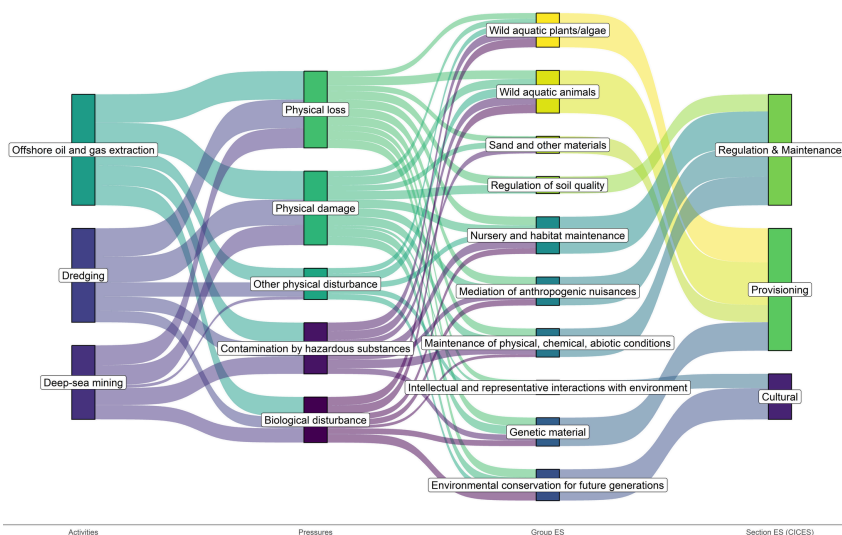 Wild aquatic plants/algae
Wild aquatic animals
Physical loss
Offshore oil and gas extraction
Sand and other materials
Regulation & Maintenance
Regulation of soil quality
Physical damage
Nursery and habitat maintenance
Dredging
Other physical disturbance
Mediation of anthropogenic nuisances
Provisioning
Contamination by hazardous substances
Maintenance of physical, chemical, abiotic conditions
Deep-sea mining
Intellectual and representative interactions with environment
Cultural
Biological disturbance
Genetic material
Environmental conservation for future generations
Activities
Pressures
Group ES
Section ES (CICES)